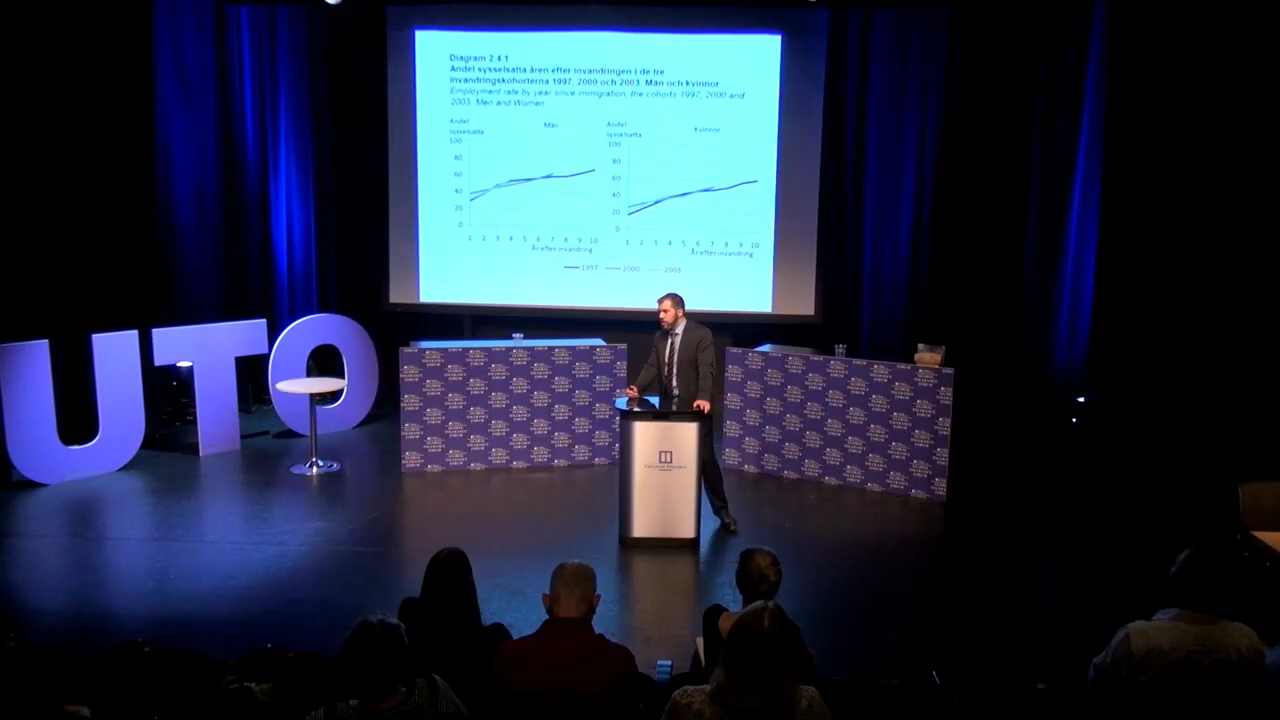 Diagram 2.4.1
Andel sysselsatta åren efter invandringen i de tre
invandringskohorterna 1997, 2000 och 2003. Män och kvinnor
Employment rate by year since immigration, the cohorts 1997, 2000 and
2003. Men and Women
Andel
sysselsatta
Män
100
80
60
40
20
0
1 2 3 4 5 6 7 8 9 10
År efter invandring
Andel
sysselsatta
Kvinnor
100
80
60
40
20
0
1 2 3 4 5 6 7 8 9 10
År efter invandring
1997 2000 2003
UTO
GLOBAL
TOLERANCE
FORUM